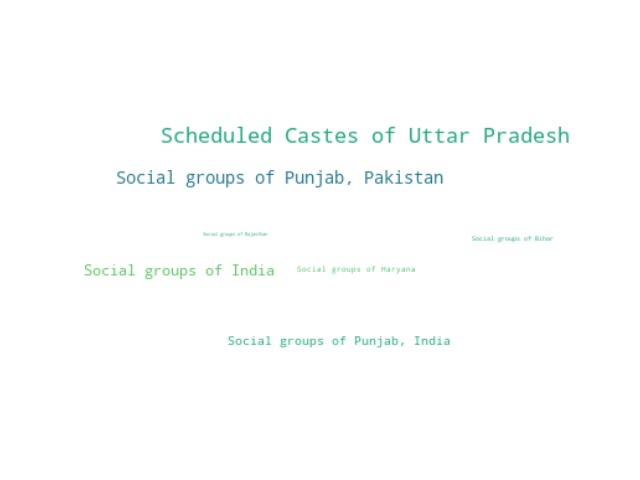 Scheduled Castes of Uttar Pradesh
Social groups of Punjab, Pakistan
Social groups of Rajasthan
Social groups of Bihar
Social groups of India
Social groups of Haryana
Social groups of Punjab, India